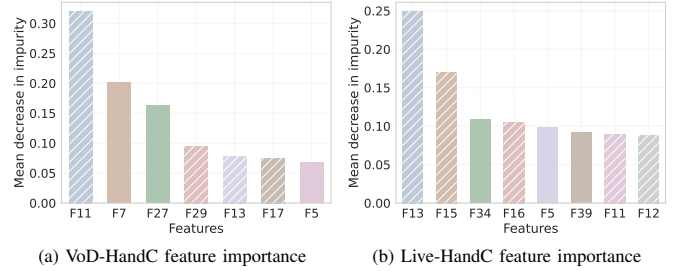 Mean decrease in impurity
0.30
0.25
0.20
0.15
0.10
0.05
0.00
F11 F7 F27 F29 F13 F17 F5
Features
(a) VoD-HandC feature importance
Mean decrease in impurity
0.25
0.20
0.15
0.10
0.05
0.00
F13 F15 F34 F16 F5 F39 F11 F12
Features
(b) Live-HandC feature importance